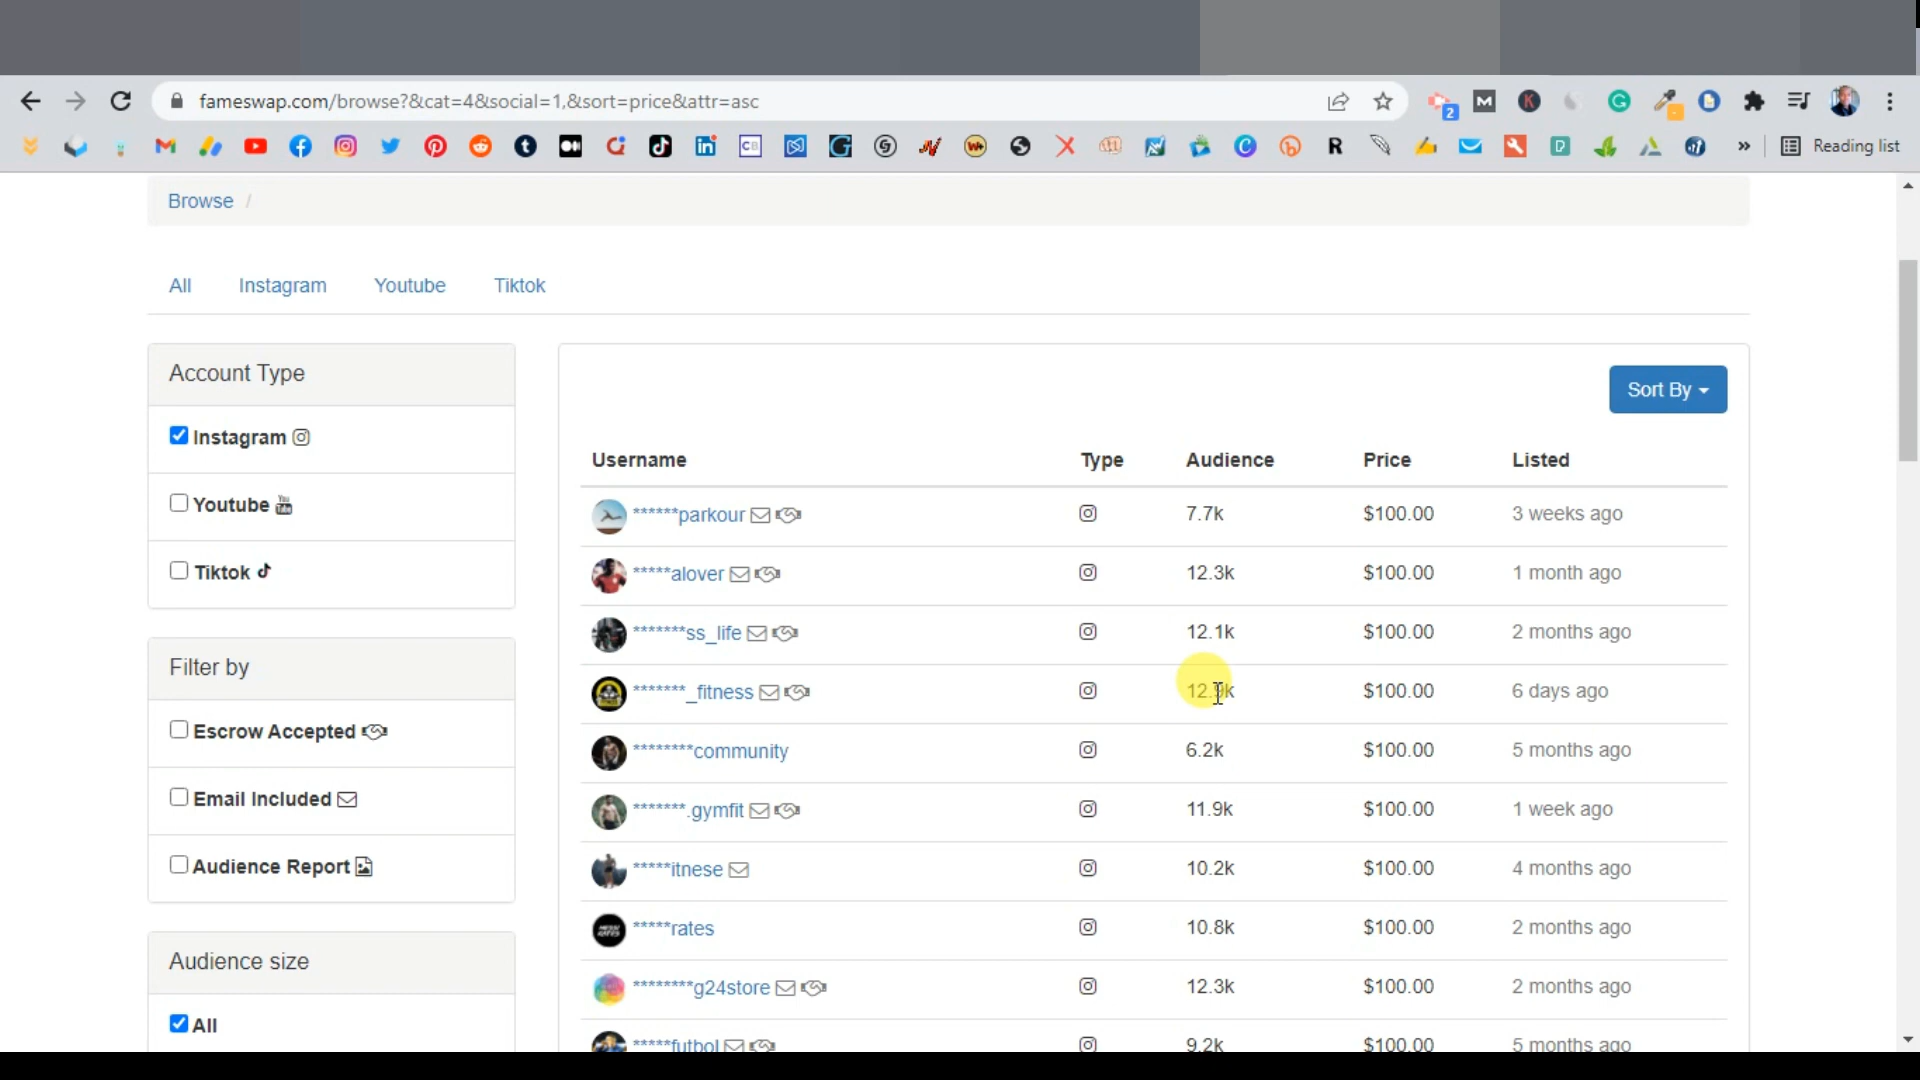 fameswap.com/browse?&cat=4&social=1,&sort=price&attr=asc
2
Reading list
Browse /
All Instagram Youtube Tiktok
Account Type
Instagram
Youtube
Tiktok
Filter by
Escrow Accepted
Email Included
Audience Report
Audience size
All
Sort By
Username Type Audience Price Listed
******parkour 7.7k $100.00 3 weeks ago
*****alover 12.3k $100.00 1 month ago
*******ss_life 12.1k $100.00 2 months ago
*******_fitness 12.9k $100.00 6 days ago
********community 6.2k $100.00 5 months ago
*******.gymfit 11.9k $100.00 1 week ago
*****itnese 10.2k $100.00 4 months ago
*****rates 10.8k $100.00 2 months ago
********g24store 12.3k $100.00 2 months ago
*****futbol 9.2k $100.00 5 months ago